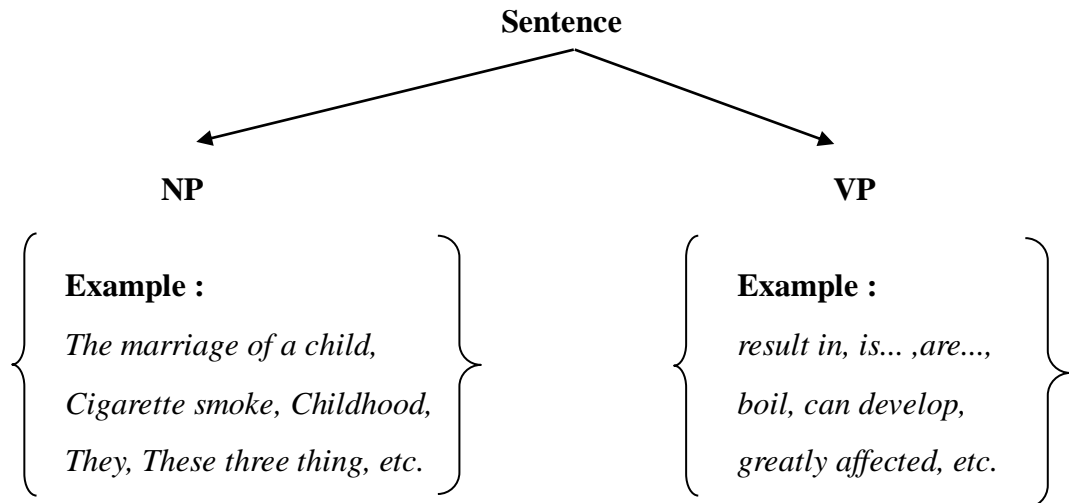 Sentence
NP
VP
Example :
The marriage of a child,
Cigarette smoke, Childhood,
They, These three thing, etc.
Example :
result in, is... ,are...,
boil, can develop,
greatly affected, etc.